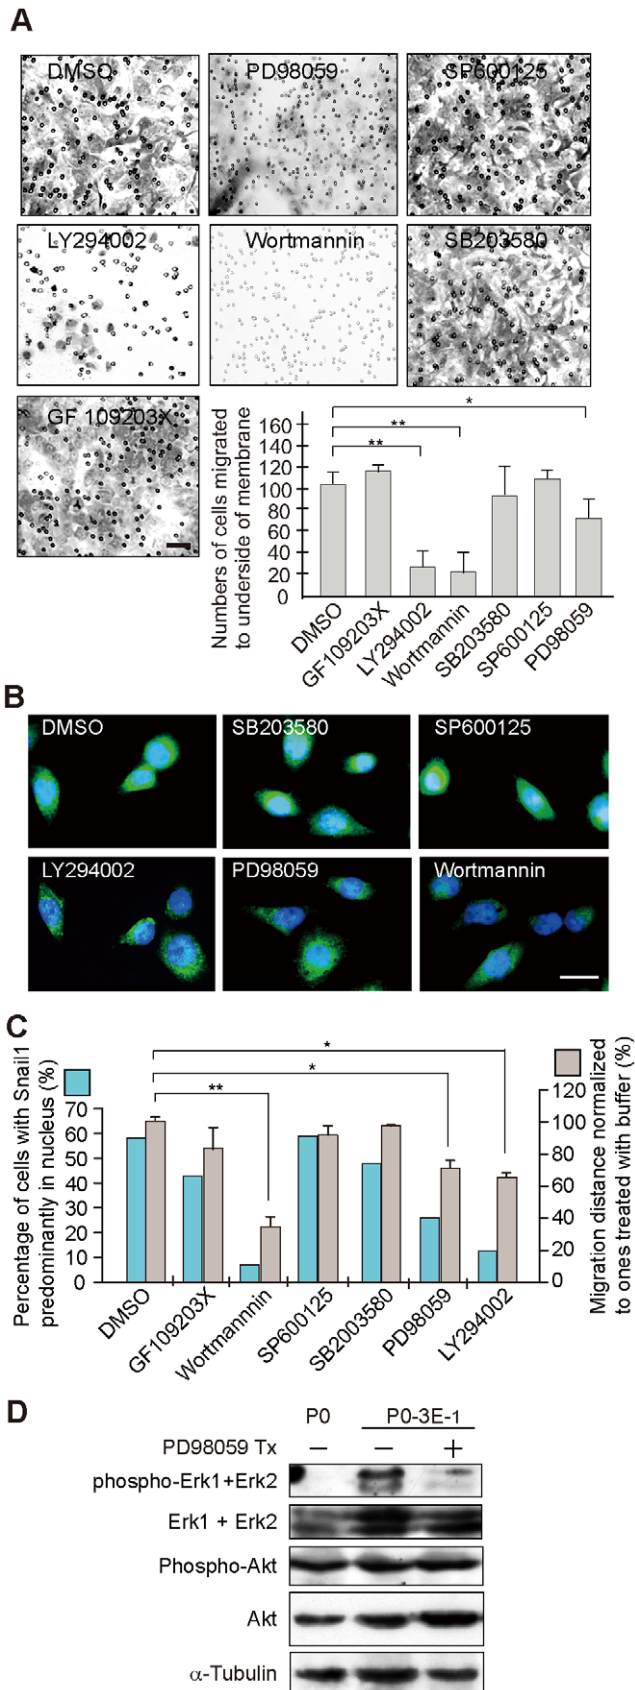 A
DMSO
PD98059
SP600125
LY294002
Wortmannin
SB203580
GF 109203X
Numbers of cells migrated
to underside of membrane
160
140
120
100
80
60
40
20
0
*
**
**
DMSO
GF109203X
LY294002
Wortmannin
SB203580
SP600125
PD98059
B
DMSO
SB203580
SP600125
LY294002
PD98059
Wortmannin
C
Percentage of cells with Snail1
predominantly in nucleus (%)
70
60
50
40
30
20
10
0
*
*
**
120
100
80
60
40
20
0
Migration distance normalized
to ones treated with buffer (%)
DMSO
GF109203X
Wortmannnin
SP600125
SB2003580
PD98059
LY294002
D
P0 P0-3E-1
PD98059 Tx − − +
phospho-Erk1+Erk2
Erk1 + Erk2
Phospho-Akt
Akt
α-Tubulin